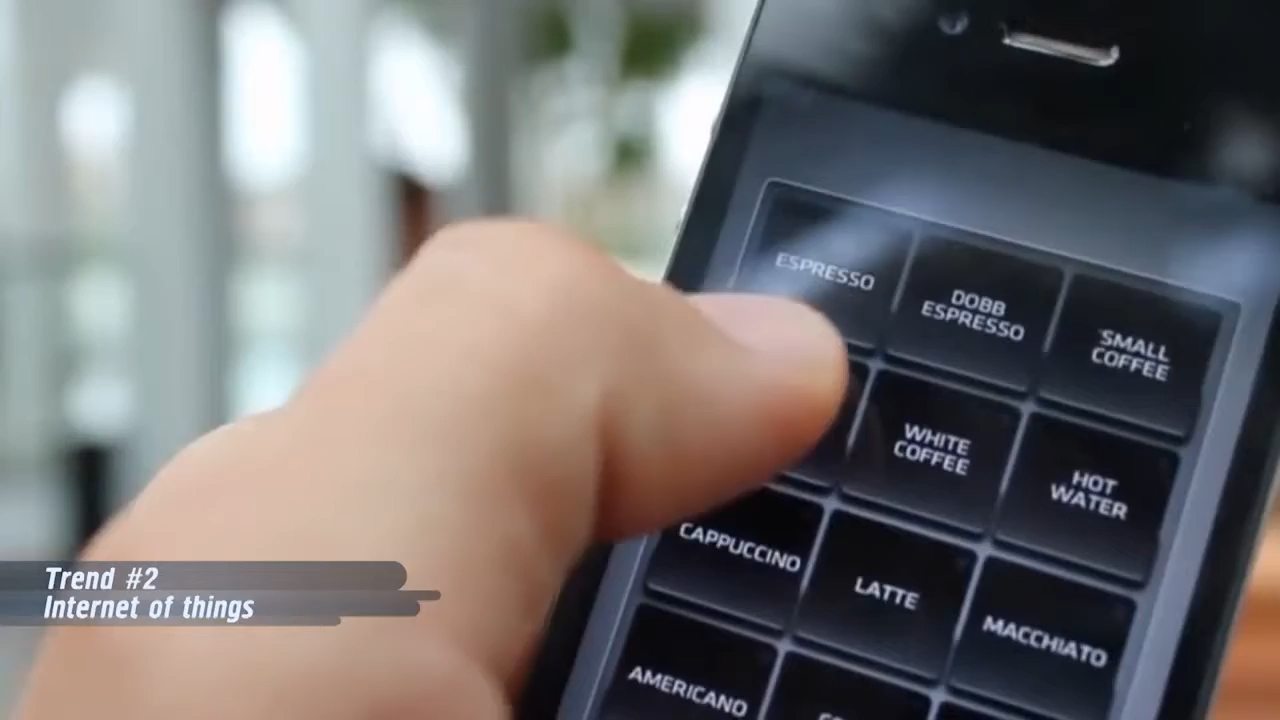 ESPRESSO
DOBB
ESPRESSO
SMALL
COFFEE
WHITE
COFFEE
HOT
WATER
CAPPUCCINO
LATTE
MACCHIATO
AMERICANO
Trend #2
Internet of things